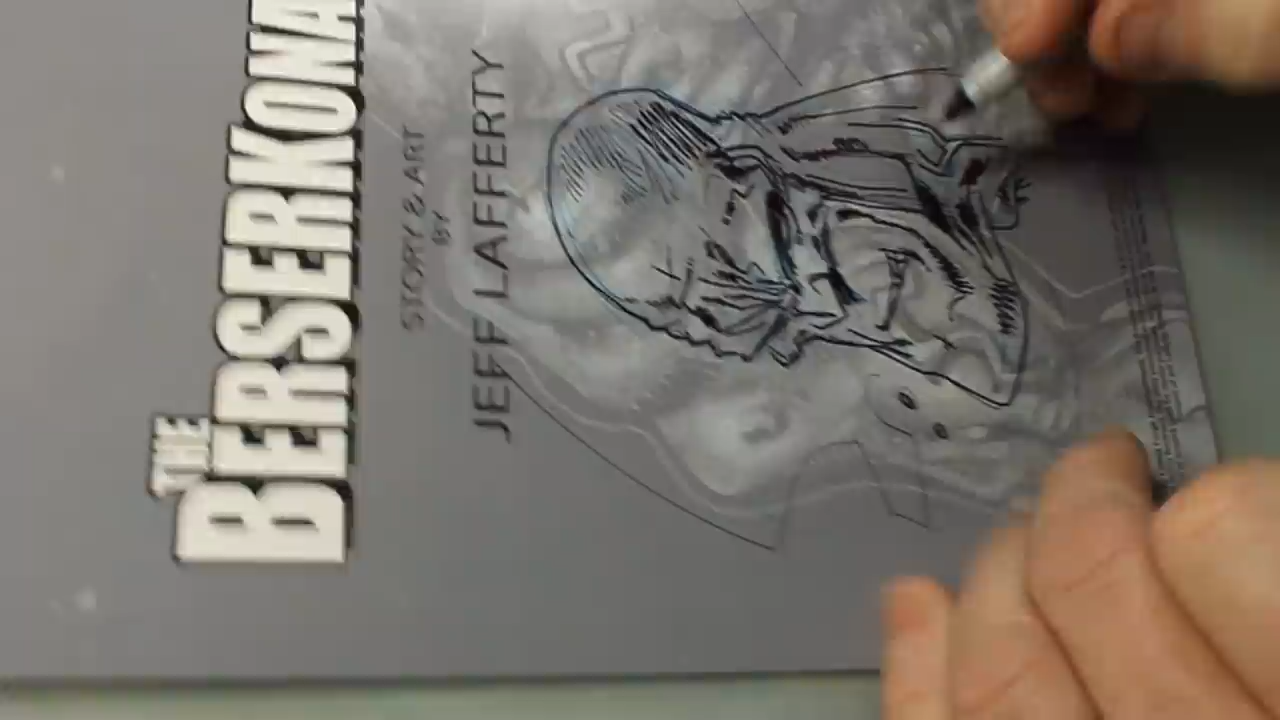 THE
BERSERKONA
STORY & ART
BY
JEFF LAFFERTY